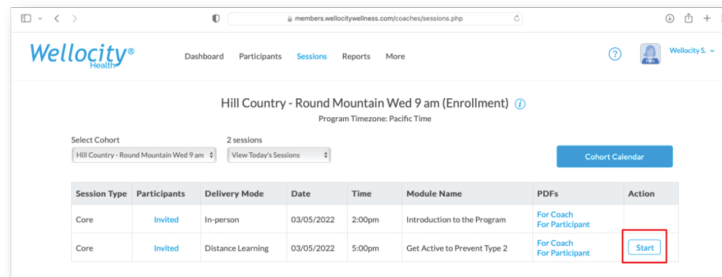 members.wellocitywellness.com/coaches/sessions.php
Wellocity®
Health
Dashboard Participants Sessions Reports More
? Wellocity S.
Hill Country - Round Mountain Wed 9 am (Enrollment) i
Program Timezone: Pacific Time
Select Cohort 2 sessions
Hill Country - Round Mountain Wed 9 am View Today's Sessions
Cohort Calendar
Session Type Participants Delivery Mode Date Time Module Name PDFs Action
Core Invited In-person 03/05/2022 2:00pm Introduction to the Program For Coach
For Participant
Core Invited Distance Learning 03/05/2022 5:00pm Get Active to Prevent Type 2 For Coach Start
For Participant